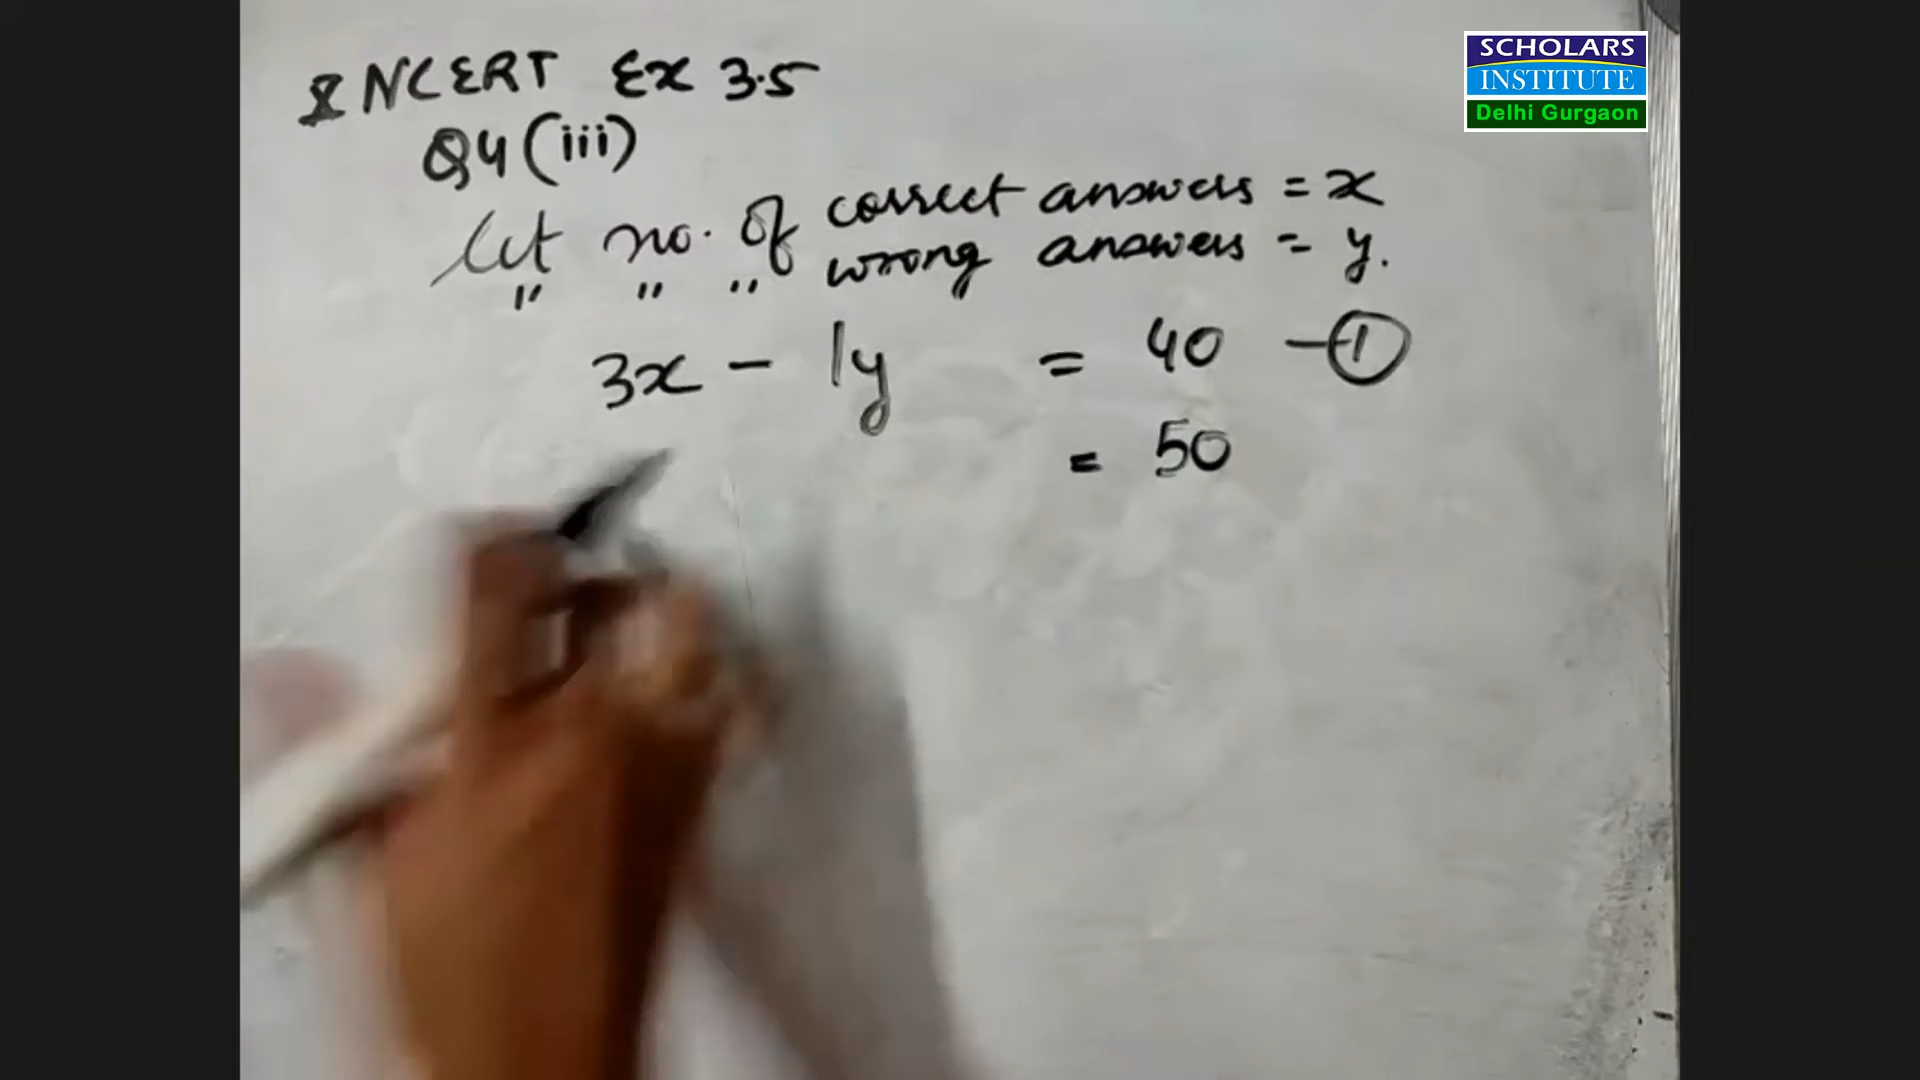 X NCERT Ex 3.5
Q4 (iii)
Let no. of correct answers = x
" " " wrong answers = y.
3x - 1y = 40 -①
= 50
SCHOLARS
INSTITUTE
Delhi Gurgaon